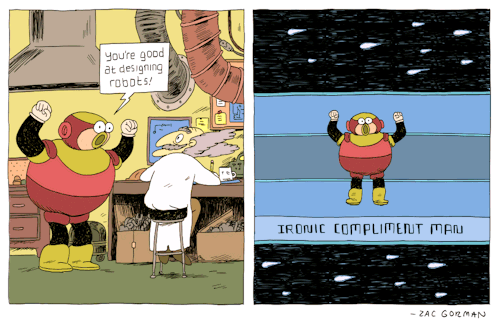 You're good
at designing
robots!
IRONIC COMPLIMENT MAN
- ZAC GORMAN